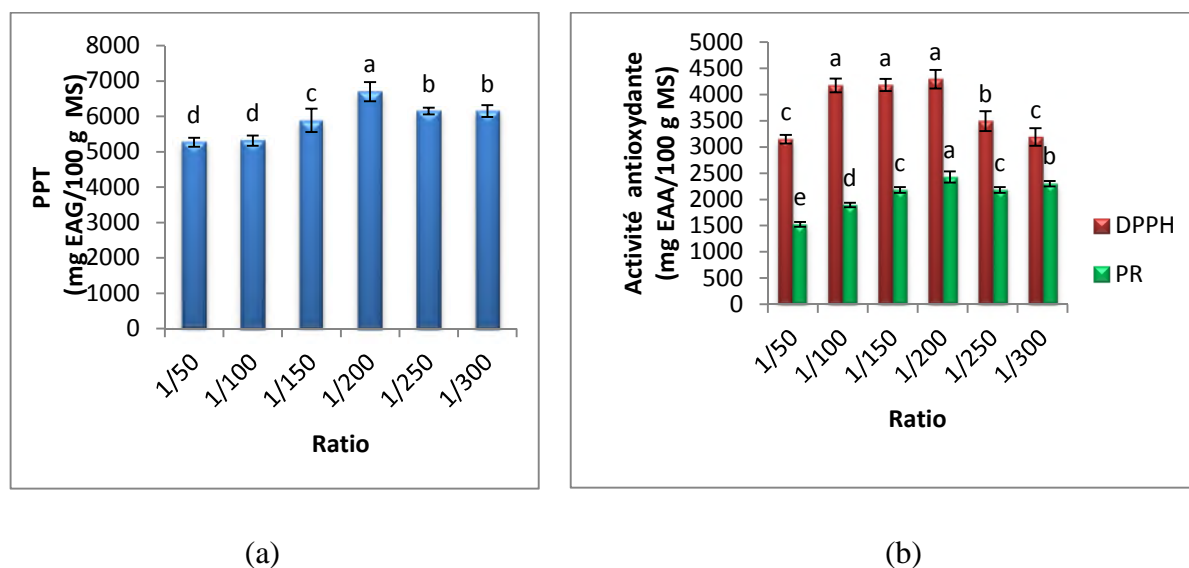 8000
7000
6000
5000
4000
3000
2000
1000
0
PPT
(mg EAG/100 g MS)
d d c a b b
1/50 1/100 1/150 1/200 1/250 1/300
Ratio
(a)
5000
4500
4000
3500
3000
2500
2000
1500
1000
500
0
Activité antioxydante
(mg EAA/100 g MS)
c a a a b c
e d c a c b
1/50 1/100 1/150 1/200 1/250 1/300
Ratio
DPPH
PR
(b)